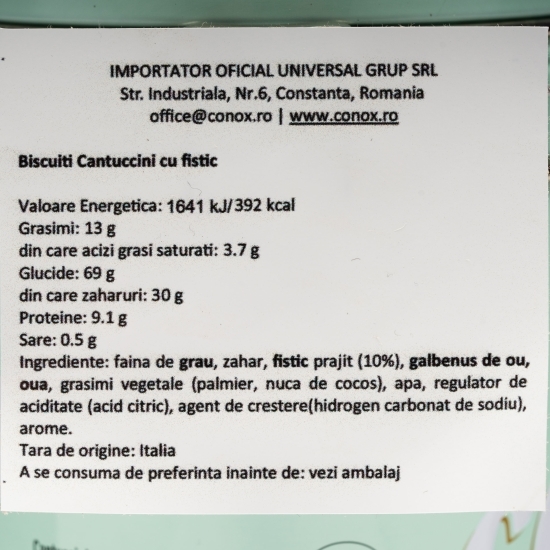 IMPORTATOR OFICIAL UNIVERSAL GRUP SRL
Str. Industriala, Nr.6, Constanta, Romania
office@conox.ro | www.conox.ro
Biscuiti Cantuccini cu fistic
Valoare Energetica: 1641 kJ/392 kcal
Grasimi: 13 g
din care acizi grasi saturati: 3.7 g
Glucide: 69 g
din care zaharuri: 30 g
Proteine: 9.1 g
Sare: 0.5 g
Ingrediente: faina de grau, zahar, fistic prajit (10%), galbenus de ou,
oua, grasimi vegetale (palmier, nuca de cocos), apa, regulator de
aciditate (acid citric), agent de crestere(hidrogen carbonat de sodiu),
arome.
Tara de origine: Italia
A se consuma de preferinta inainte de: vezi ambalaj